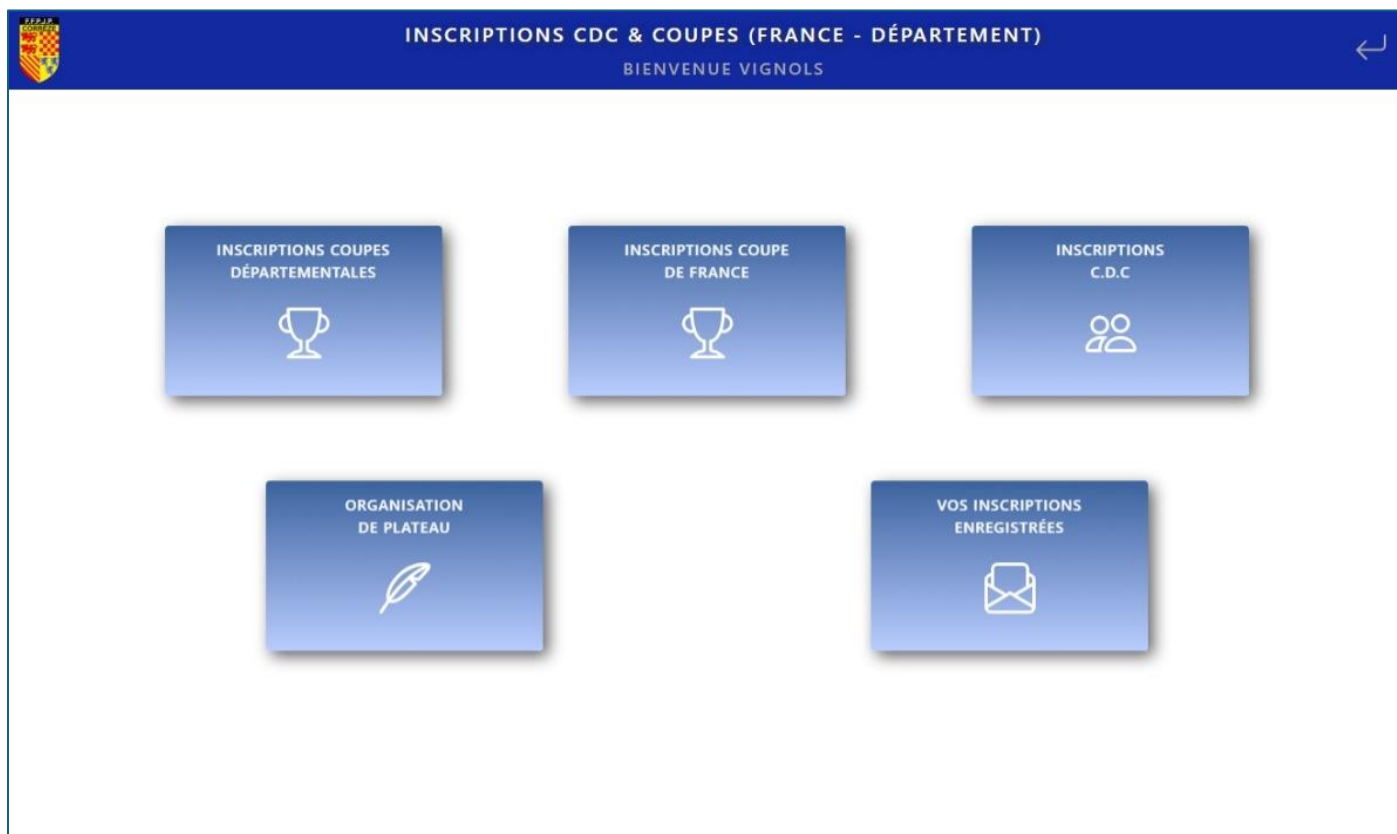 F.F.P.J.P.
CORREZE
INSCRIPTIONS CDC & COUPES (FRANCE - DÉPARTEMENT)
BIENVENUE VIGNOLS
INSCRIPTIONS COUPES
DÉPARTEMENTALES
INSCRIPTIONS COUPE
DE FRANCE
INSCRIPTIONS
C.D.C
ORGANISATION
DE PLATEAU
VOS INSCRIPTIONS
ENREGISTRÉES